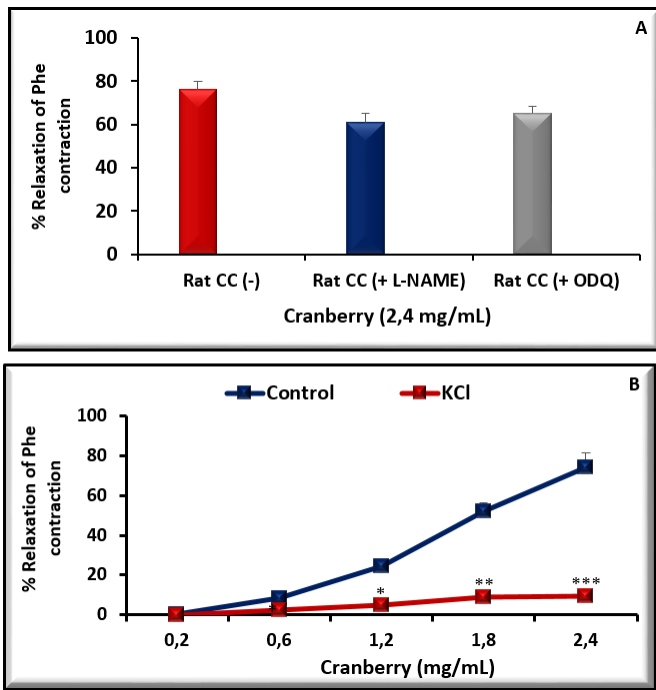 A
% Relaxation of Phe
contraction
100
80
60
40
20
0
Rat CC (-) Rat CC (+ L-NAME) Rat CC (+ ODQ)
Cranberry (2,4 mg/mL)
B
Control KCl
% Relaxation of Phe
contraction
100
80
60
40
20
0
* ** ***
0,2 0,6 1,2 1,8 2,4
Cranberry (mg/mL)